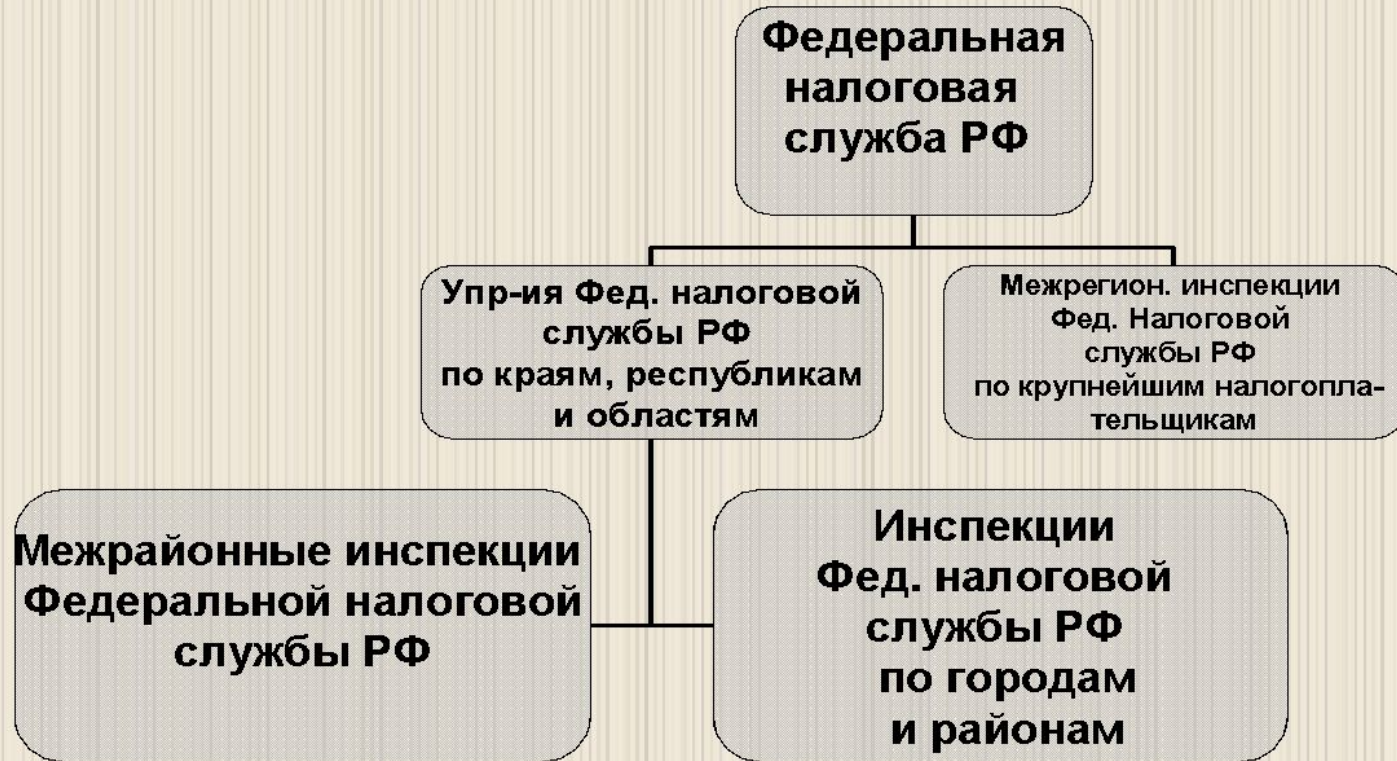 Федеральная
налоговая
служба РФ
Упр-ия Фед. налоговой
службы РФ
по краям, республикам
и областям
Межрегион. инспекции
Фед. Налоговой
службы РФ
по крупнейшим налогопла-
тельщикам
Межрайонные инспекции
Федеральной налоговой
службы РФ
Инспекции
Фед. налоговой
службы РФ
по городам
и районам